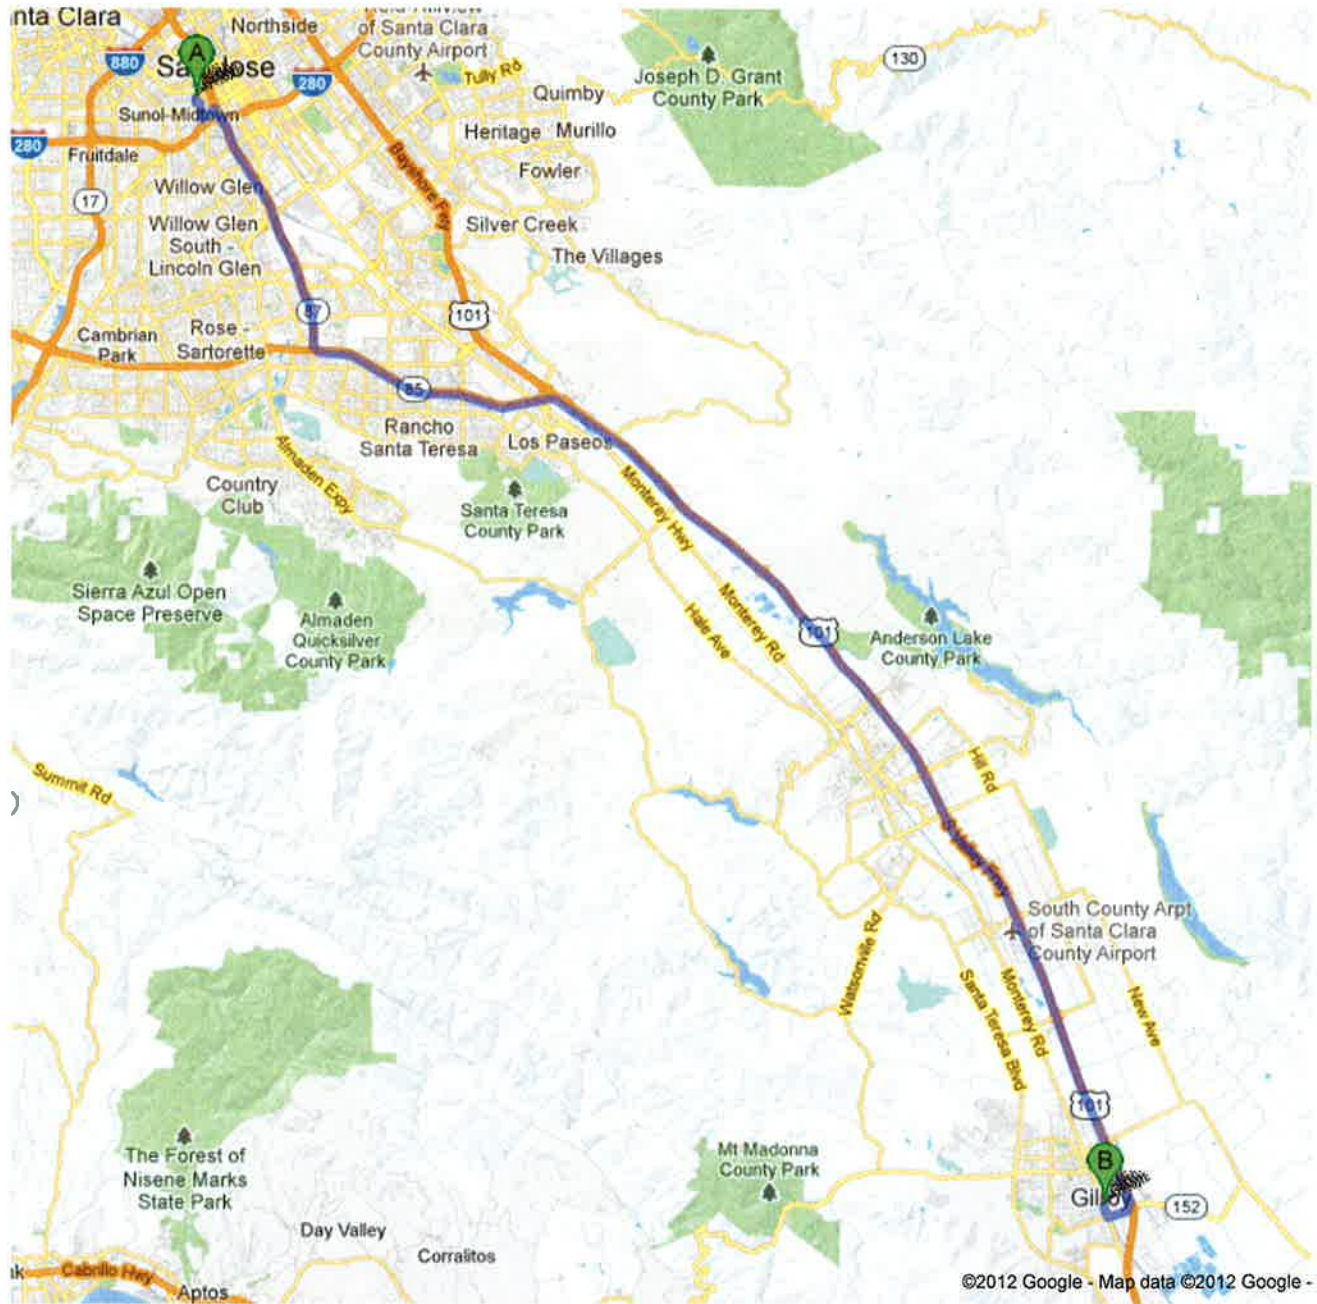 nta Clara
Northside
of Santa Clara
County Airport
A
880
280
Tully Rd
Joseph D. Grant
County Park
130
Quimby
Sunol-Midtown
Heritage
Murillo
280
Fruitdale
Bayshore Fwy
Fowler
Willow Glen
17
Willow Glen
South -
Lincoln Glen
Silver Creek
The Villages
87
101
Cambrian
Park
Rose -
Sartorette
85
Rancho
Santa Teresa
Los Paseos
Almaden Expy
Monterey Hwy
Country
Club
Santa Teresa
County Park
Sierra Azul Open
Space Preserve
Almaden
Quicksilver
County Park
Monterey Rd
Hale Ave
101
Anderson Lake
County Park
Summit Rd
Hill Rd
S Valley Fwy
South County Arpt
of Santa Clara
County Airport
Watsonville Rd
Santa Teresa Blvd
Monterey Rd
New Ave
101
The Forest of
Nisene Marks
State Park
Mt Madonna
County Park
B
152
Day Valley
Corralitos
Cabrillo Hwy
Aptos
©2012 Google - Map data ©2012 Google -